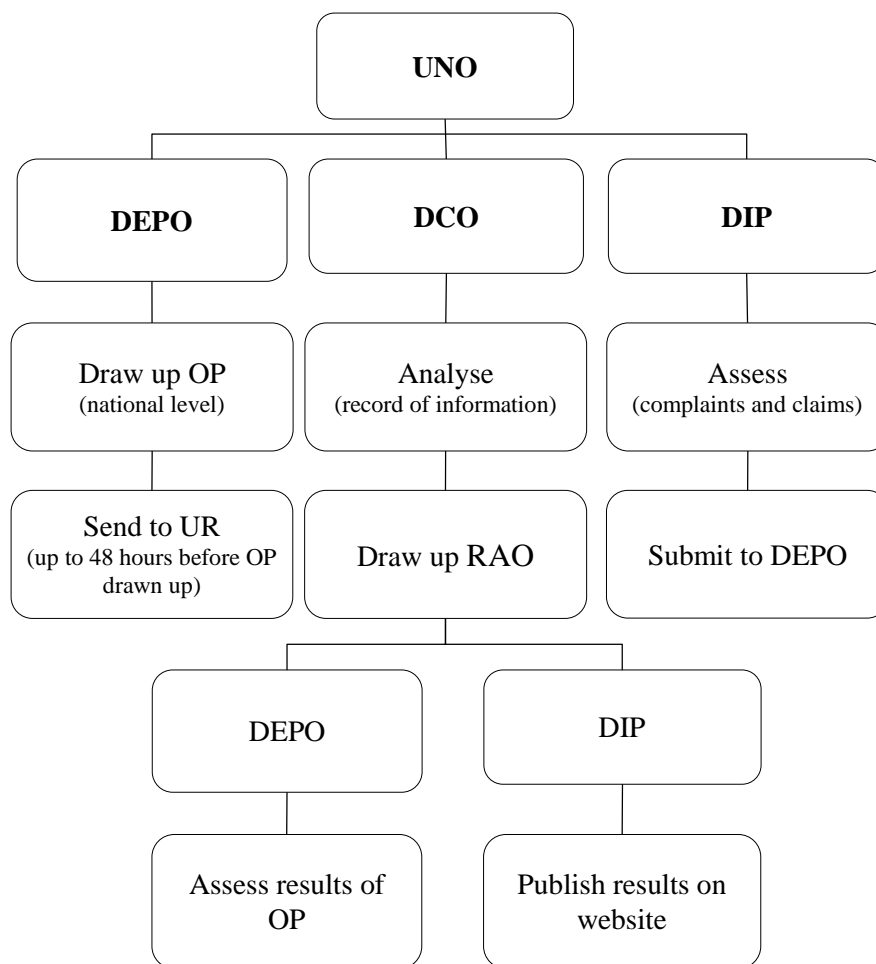 UNO
DEPO
DCO
DIP
Draw up OP
(national level)
Analyse
(record of information)
Assess
(complaints and claims)
Send to UR
(up to 48 hours before OP
drawn up)
Draw up RAO
Submit to DEPO
DEPO
DIP
Assess results of
OP
Publish results on
website